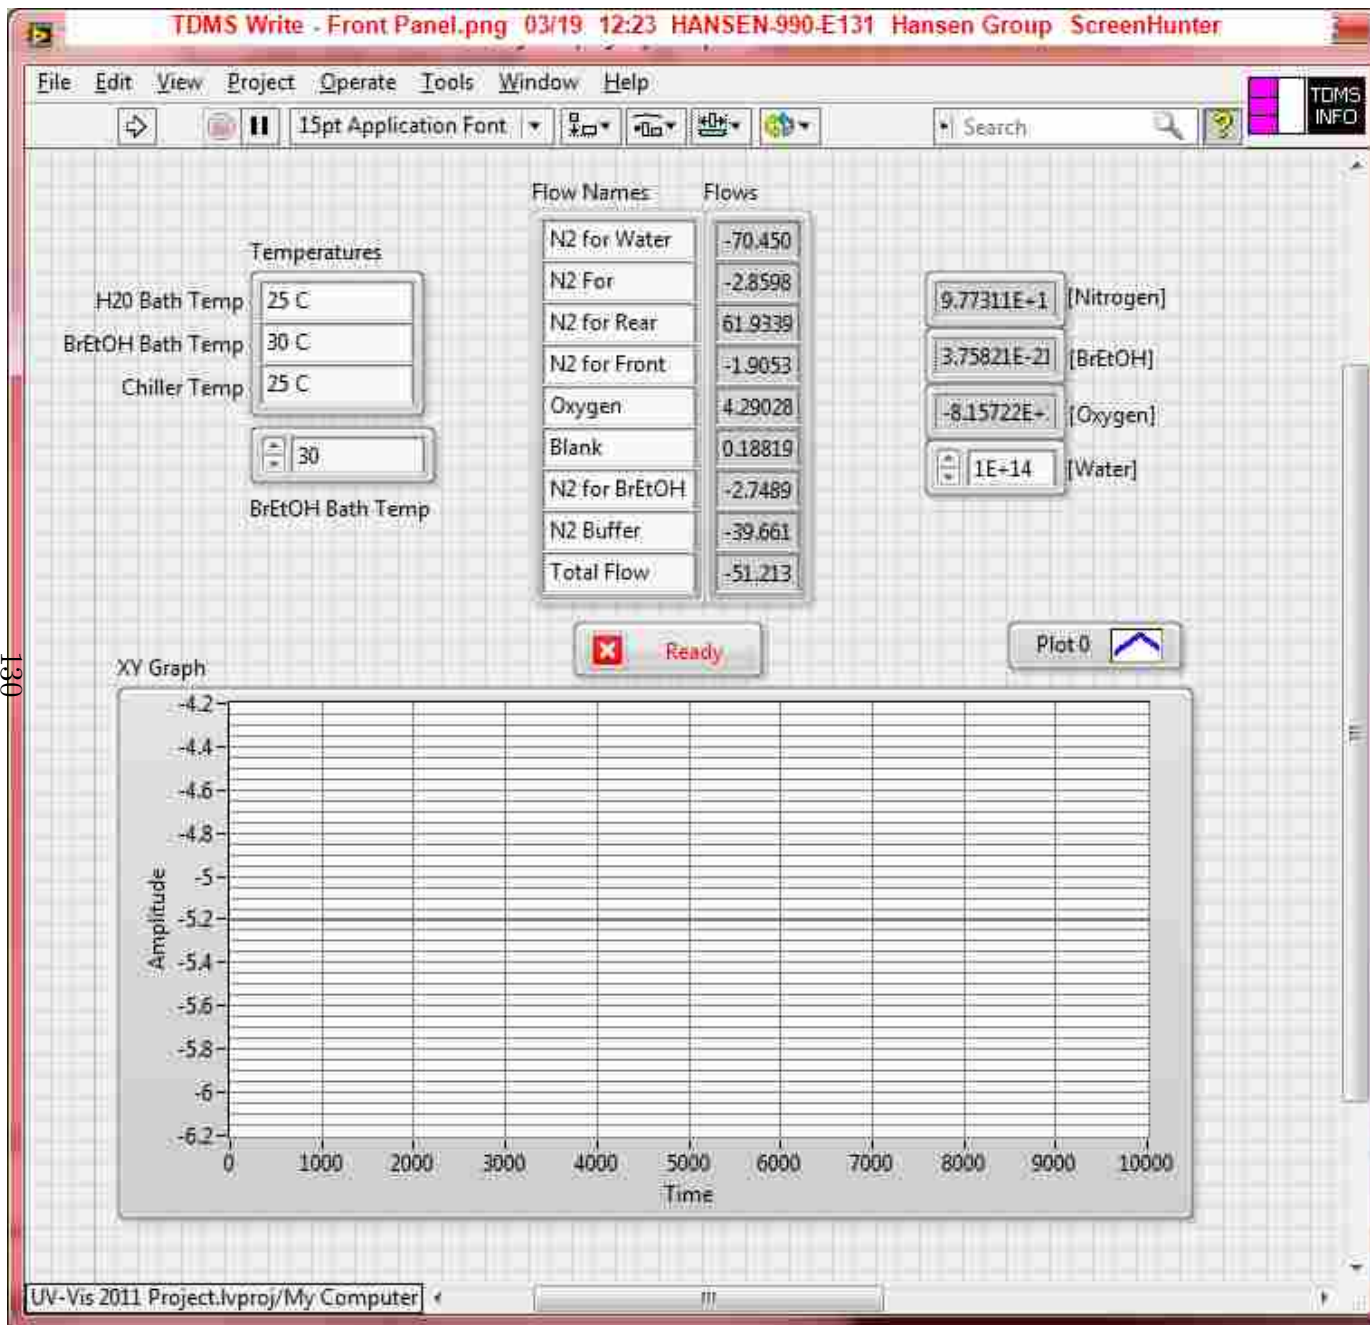 TDMS Write - Front Panel.png 03/19 12:23 HANSEN-990-E131 Hansen Group ScreenHunter
File Edit View Project Operate Tools Window Help
TDMS INFO
15pt Application Font
Search
Flow Names Flows
N2 for Water -70.450
N2 For -2.8598
N2 for Rear 61.9339
N2 for Front -1.9053
Oxygen 4.29028
Blank 0.18819
N2 for BrEtOH -2.7489
N2 Buffer -39.661
Total Flow -51.213
Temperatures
H20 Bath Temp 25 C
BrEtOH Bath Temp 30 C
Chiller Temp 25 C
30
BrEtOH Bath Temp
9.77311E+1 [Nitrogen]
3.75821E-21 [BrEtOH]
-8.15722E+. [Oxygen]
1E+14 [Water]
Ready
Plot 0
130
XY Graph
-4.2
-4.4
-4.6
-4.8
-5
-5.2
-5.4
-5.6
-5.8
-6
-6.2
Amplitude
0 1000 2000 3000 4000 5000 6000 7000 8000 9000 10000
Time
UV-Vis 2011 Project.lvproj/My Computer